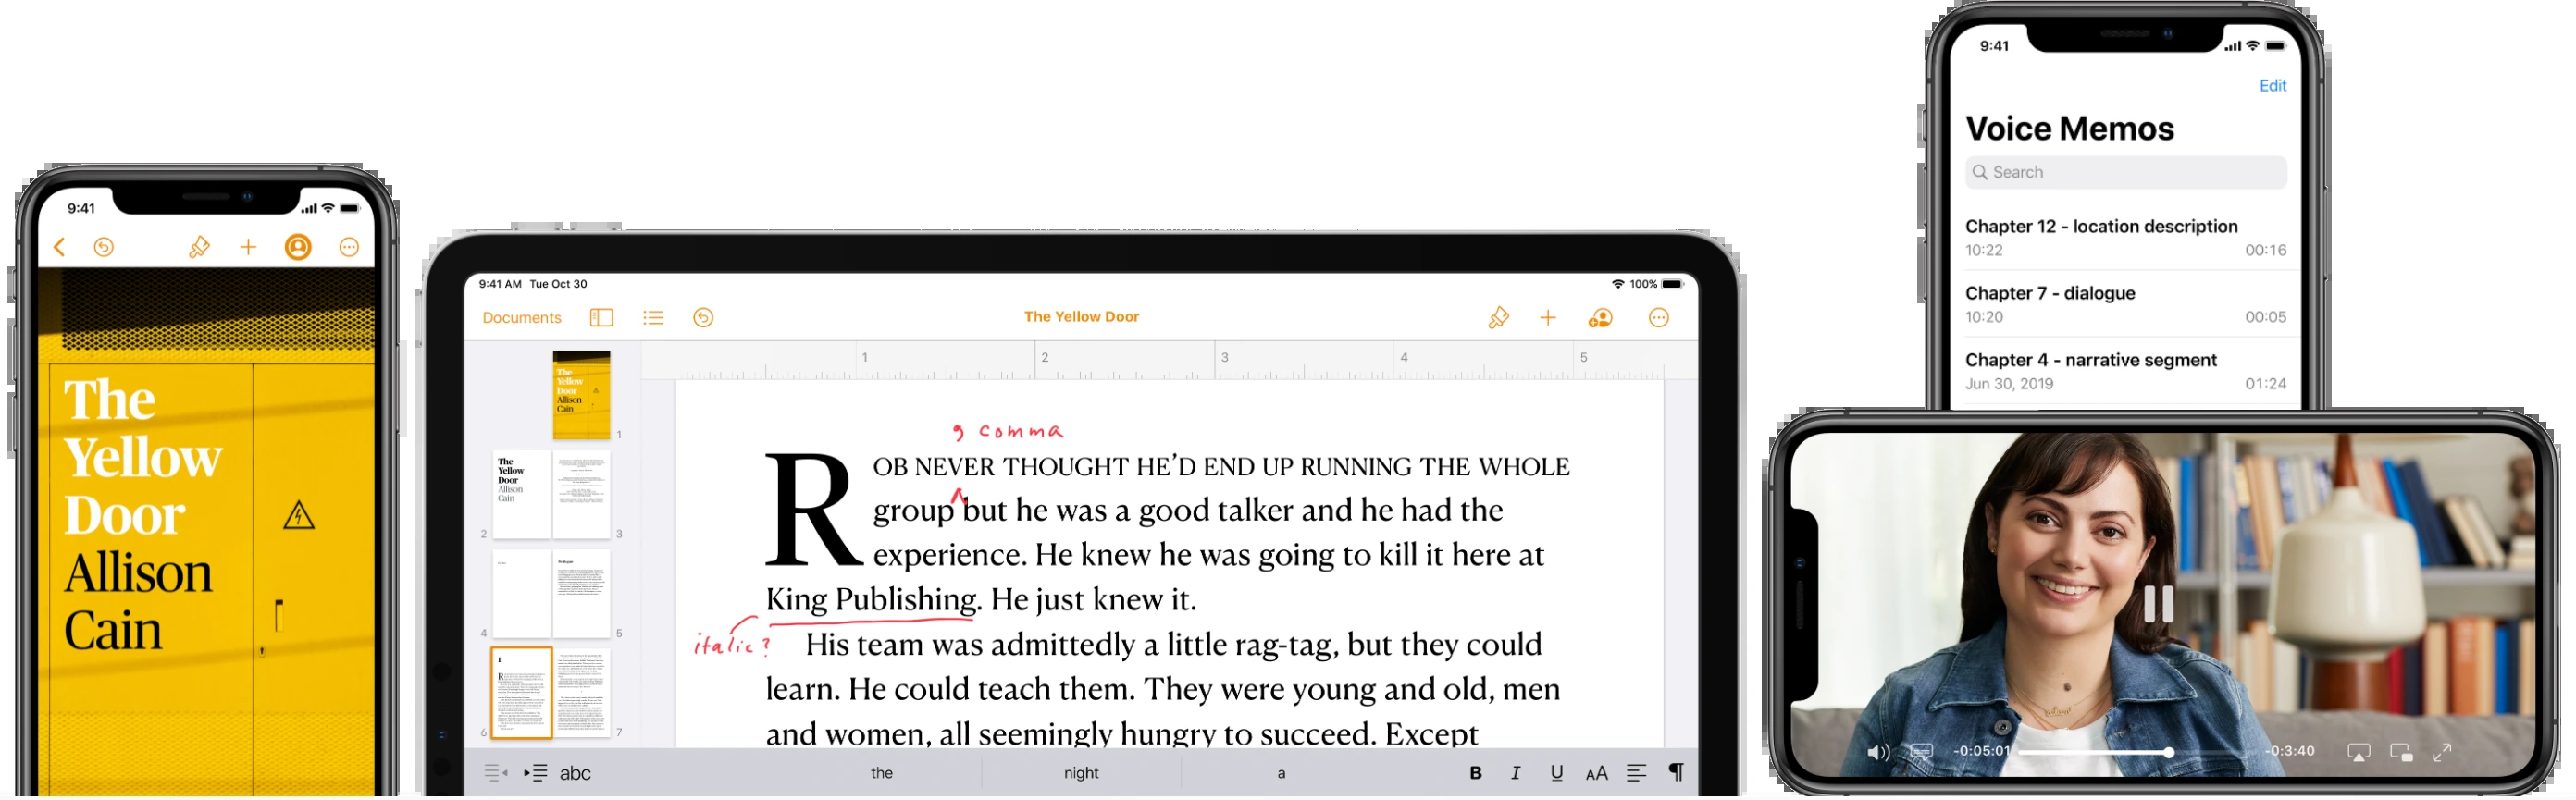 9:41
The
Yellow
Door
Allison
Cain
9:41 AM Tue Oct 30
100%
Documents
The Yellow Door
1
2
3
4
5
The
Yellow
Door
Allison
Cain
1
The
Yellow
Door
Allison
Cain
2
3
4
5
6
7
, comma
ROB NEVER THOUGHT HE’D END UP RUNNING THE WHOLE
group but he was a good talker and he had the
experience. He knew he was going to kill it here at
King Publishing. He just knew it.
italic?
His team was admittedly a little rag-tag, but they could
learn. He could teach them. They were young and old, men
and women, all seemingly hungry to succeed. Except
abc
the
night
a
B I U AA ¶
9:41
Edit
Voice Memos
Search
Chapter 12 - location description
10:22 00:16
Chapter 7 - dialogue
10:20 00:05
Chapter 4 - narrative segment
Jun 30, 2019 01:24
-0:05:01 -0:3:40